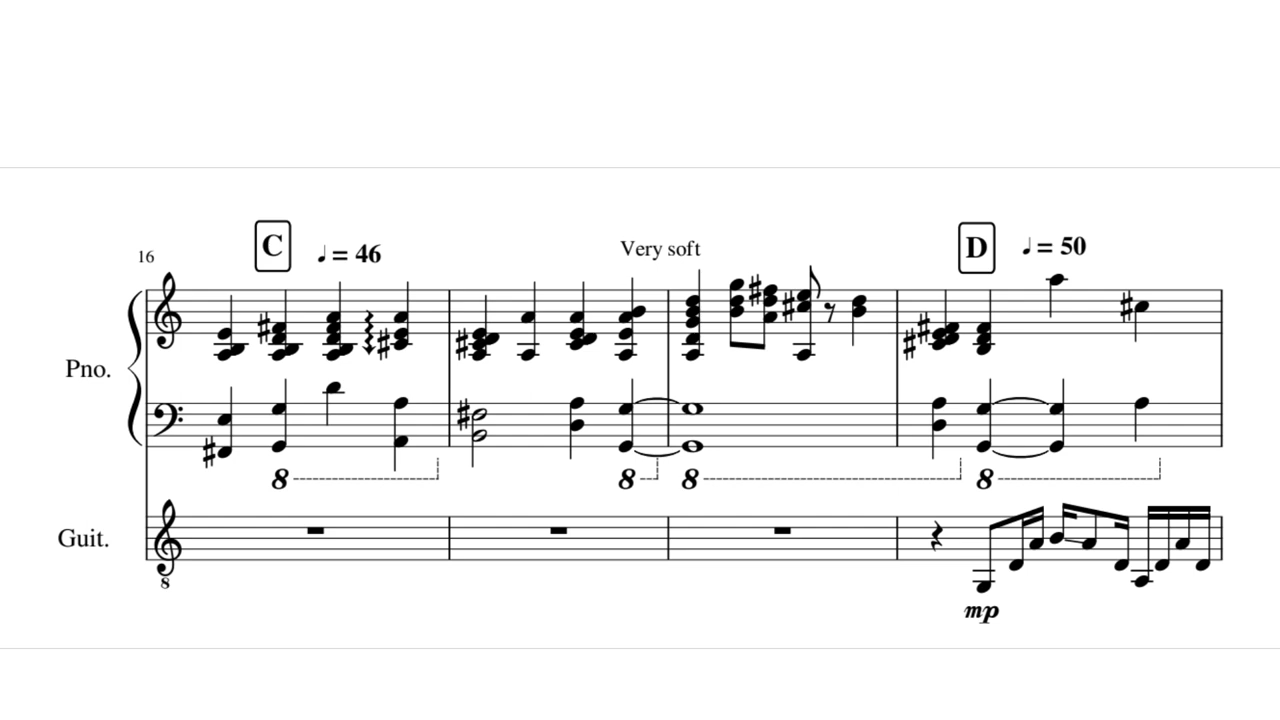 C ♩ = 46
16
Very soft
D ♩ = 50
Pno.
8 8 8 8
Guit.
8
mp